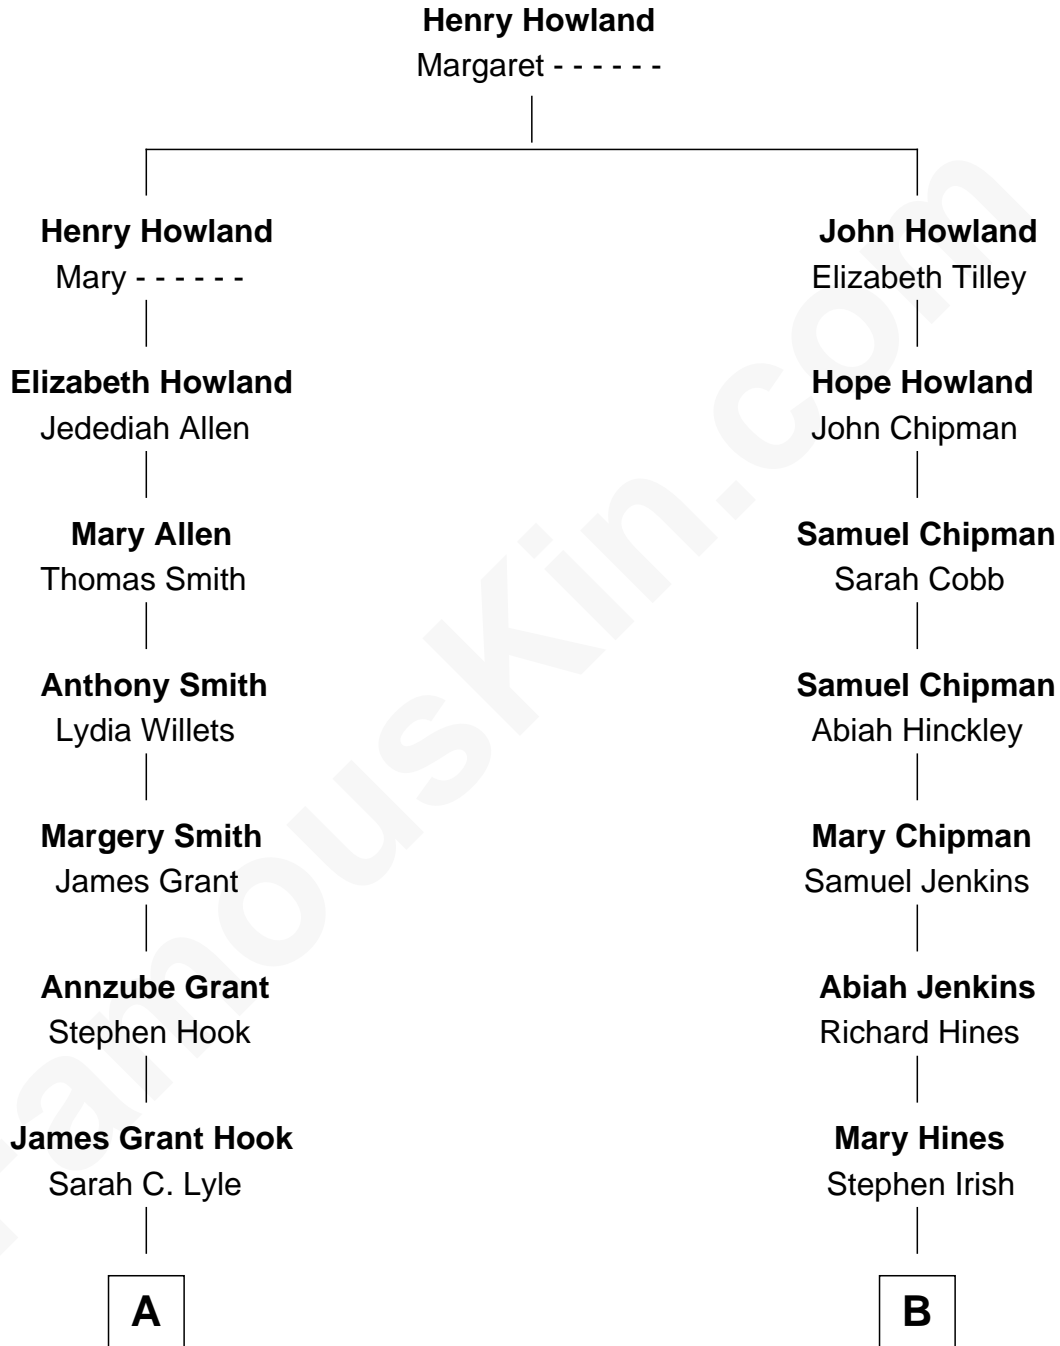 Henry Howland
Margaret - - - - - -
Henry Howland
Mary - - - - - -
John Howland
Elizabeth Tilley
Elizabeth Howland
Jedediah Allen
Hope Howland
John Chipman
Mary Allen
Thomas Smith
Samuel Chipman
Sarah Cobb
Anthony Smith
Lydia Willets
Samuel Chipman
Abiah Hinckley
Margery Smith
James Grant
Mary Chipman
Samuel Jenkins
Annzube Grant
Stephen Hook
Abiah Jenkins
Richard Hines
James Grant Hook
Sarah C. Lyle
Mary Hines
Stephen Irish
A
B
FamousKin.com